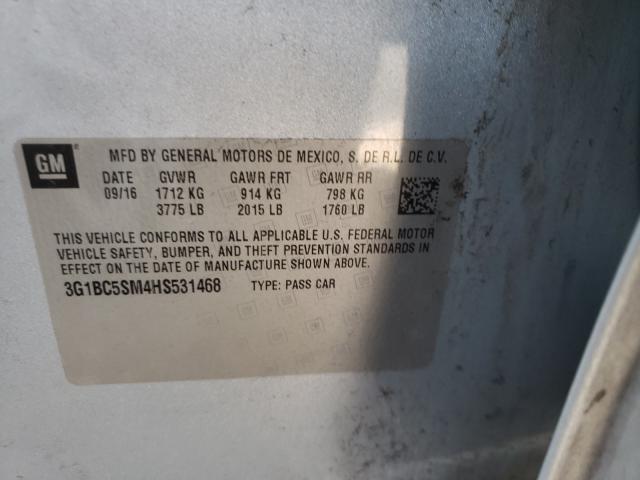 GM
MFD BY GENERAL MOTORS DE MEXICO, S. DE R.L. DE C.V.
DATE GVWR GAWR FRT GAWR RR
09/16 1712 KG 914 KG 798 KG
3775 LB 2015 LB 1760 LB
THIS VEHICLE CONFORMS TO ALL APPLICABLE U.S. FEDERAL MOTOR
VEHICLE SAFETY, BUMPER, AND THEFT PREVENTION STANDARDS IN
EFFECT ON THE DATE OF MANUFACTURE SHOWN ABOVE.
3G1BC5SM4HS531468 TYPE: PASS CAR